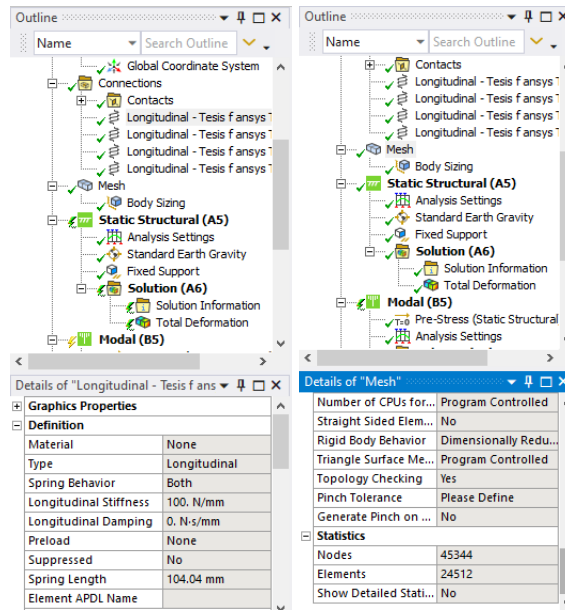 Outline
Name
Search Outline
Global Coordinate System
Connections
Contacts
Longitudinal - Tesis f ansys T
Longitudinal - Tesis f ansys T
Longitudinal - Tesis f ansys T
Longitudinal - Tesis f ansys T
Mesh
Body Sizing
Static Structural (A5)
Analysis Settings
Standard Earth Gravity
Fixed Support
Solution (A6)
Solution Information
Total Deformation
Modal (B5)
Details of "Longitudinal - Tesis f ans
Graphics Properties
Definition
Material None
Type Longitudinal
Spring Behavior Both
Longitudinal Stiffness 100. N/mm
Longitudinal Damping 0. N·s/mm
Preload None
Suppressed No
Spring Length 104.04 mm
Element APDL Name
Outline
Name
Search Outline
Contacts
Longitudinal - Tesis f ansys T
Longitudinal - Tesis f ansys T
Longitudinal - Tesis f ansys T
Longitudinal - Tesis f ansys T
Mesh
Body Sizing
Static Structural (A5)
Analysis Settings
Standard Earth Gravity
Fixed Support
Solution (A6)
Solution Information
Total Deformation
Modal (B5)
T=0 Pre-Stress (Static Structural
Analysis Settings
Details of "Mesh"
Number of CPUs for... Program Controlled
Straight Sided Elem... No
Rigid Body Behavior Dimensionally Redu...
Triangle Surface Me... Program Controlled
Topology Checking Yes
Pinch Tolerance Please Define
Generate Pinch on ... No
Statistics
Nodes 45344
Elements 24512
Show Detailed Stati... No